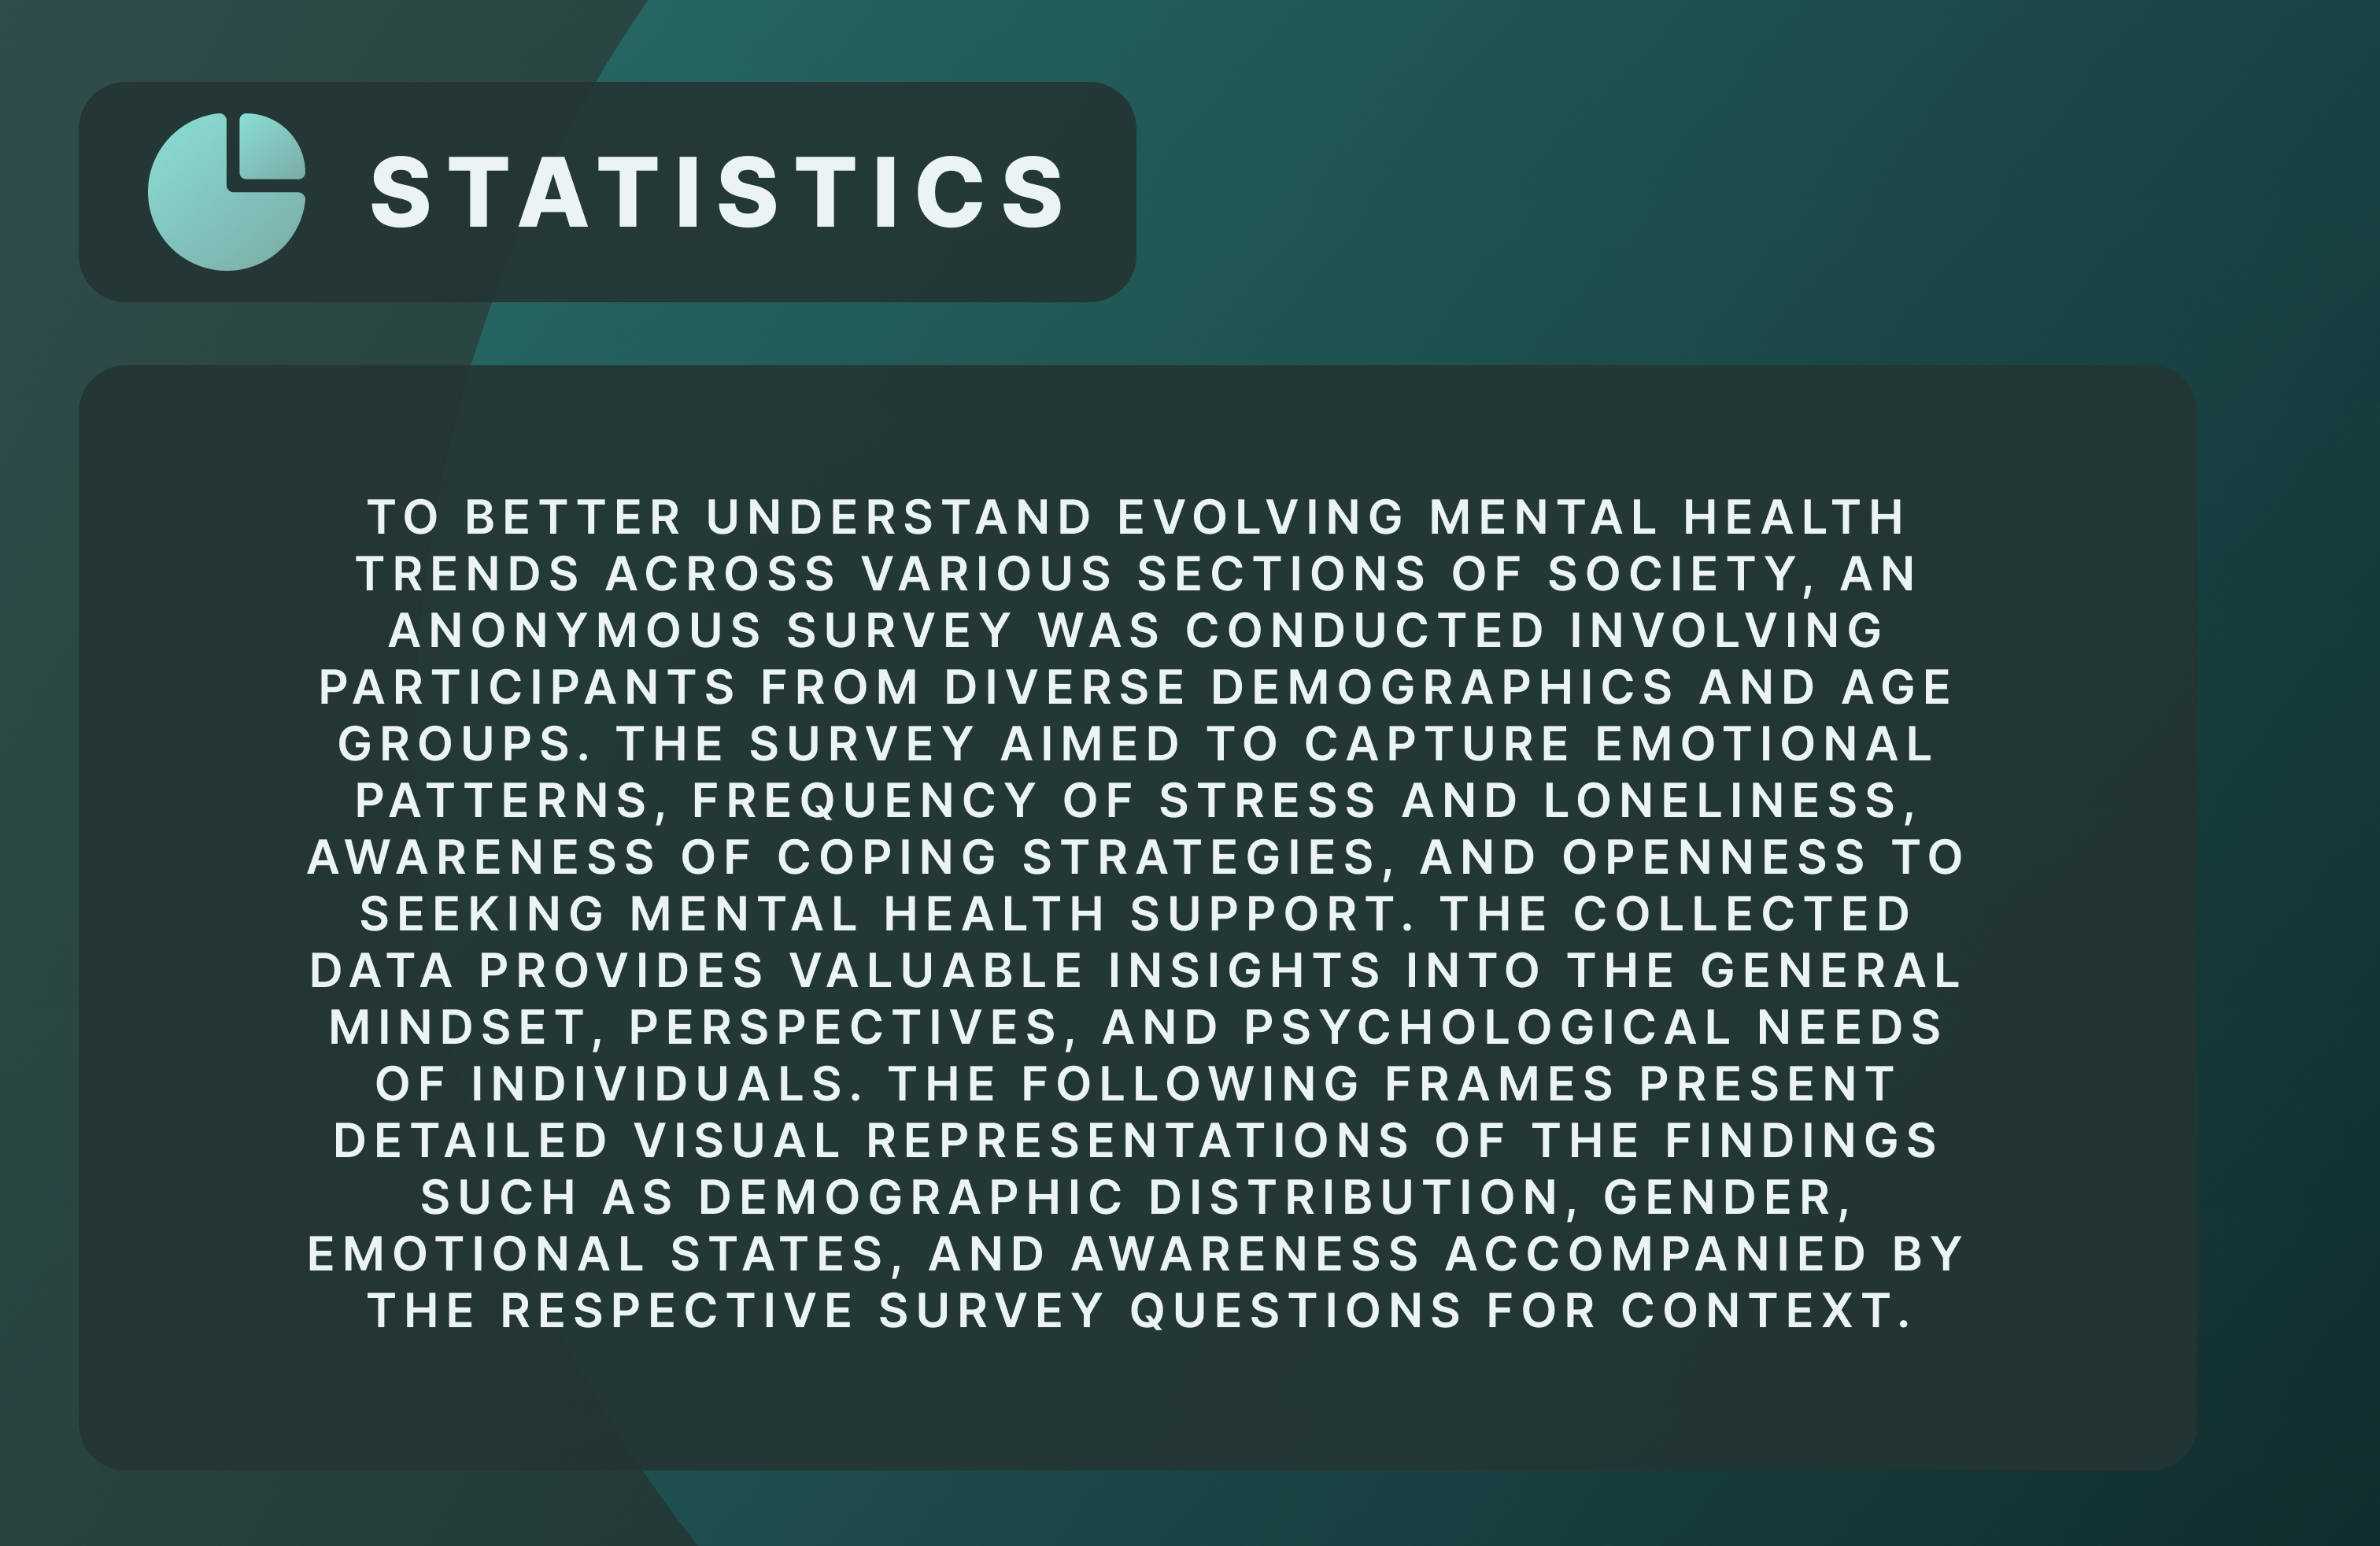 STATISTICS
TO BETTER UNDERSTAND EVOLVING MENTAL HEALTH
TRENDS ACROSS VARIOUS SECTIONS OF SOCIETY, AN
ANONYMOUS SURVEY WAS CONDUCTED INVOLVING
PARTICIPANTS FROM DIVERSE DEMOGRAPHICS AND AGE
GROUPS. THE SURVEY AIMED TO CAPTURE EMOTIONAL
PATTERNS, FREQUENCY OF STRESS AND LONELINESS,
AWARENESS OF COPING STRATEGIES, AND OPENNESS TO
SEEKING MENTAL HEALTH SUPPORT. THE COLLECTED
DATA PROVIDES VALUABLE INSIGHTS INTO THE GENERAL
MINDSET, PERSPECTIVES, AND PSYCHOLOGICAL NEEDS
OF INDIVIDUALS. THE FOLLOWING FRAMES PRESENT
DETAILED VISUAL REPRESENTATIONS OF THE FINDINGS
SUCH AS DEMOGRAPHIC DISTRIBUTION, GENDER,
EMOTIONAL STATES, AND AWARENESS ACCOMPANIED BY
THE RESPECTIVE SURVEY QUESTIONS FOR CONTEXT.